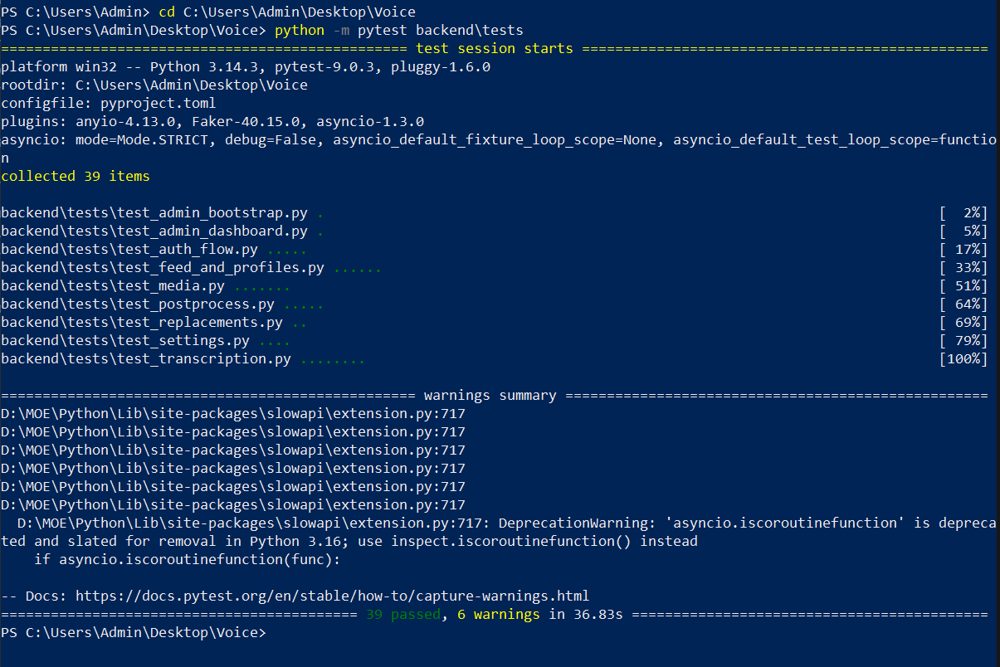 PS C:\Users\Admin> cd C:\Users\Admin\Desktop\Voice
PS C:\Users\Admin\Desktop\Voice> python -m pytest backend\tests
================================================= test session starts =================================================
platform win32 -- Python 3.14.3, pytest-9.0.3, pluggy-1.6.0
rootdir: C:\Users\Admin\Desktop\Voice
configfile: pyproject.toml
plugins: anyio-4.13.0, Faker-40.15.0, asyncio-1.3.0
asyncio: mode=Mode.STRICT, debug=False, asyncio_default_fixture_loop_scope=None, asyncio_default_test_loop_scope=functio
n
collected 39 items

backend\tests\test_admin_bootstrap.py .                                                                          [  2%]
backend\tests\test_admin_dashboard.py .                                                                          [  5%]
backend\tests\test_auth_flow.py .....                                                                            [ 17%]
backend\tests\test_feed_and_profiles.py ......                                                                   [ 33%]
backend\tests\test_media.py .......                                                                              [ 51%]
backend\tests\test_postprocess.py .....                                                                          [ 64%]
backend\tests\test_replacements.py ..                                                                            [ 69%]
backend\tests\test_settings.py ....                                                                              [ 79%]
backend\tests\test_transcription.py ........                                                                     [100%]

================================================== warnings summary ===================================================
D:\MOE\Python\Lib\site-packages\slowapi\extension.py:717
D:\MOE\Python\Lib\site-packages\slowapi\extension.py:717
D:\MOE\Python\Lib\site-packages\slowapi\extension.py:717
D:\MOE\Python\Lib\site-packages\slowapi\extension.py:717
D:\MOE\Python\Lib\site-packages\slowapi\extension.py:717
D:\MOE\Python\Lib\site-packages\slowapi\extension.py:717
  D:\MOE\Python\Lib\site-packages\slowapi\extension.py:717: DeprecationWarning: 'asyncio.iscoroutinefunction' is depreca
ted and slated for removal in Python 3.16; use inspect.iscoroutinefunction() instead
    if asyncio.iscoroutinefunction(func):

-- Docs: https://docs.pytest.org/en/stable/how-to/capture-warnings.html
=========================================== 39 passed, 6 warnings in 36.83s ===========================================
PS C:\Users\Admin\Desktop\Voice>